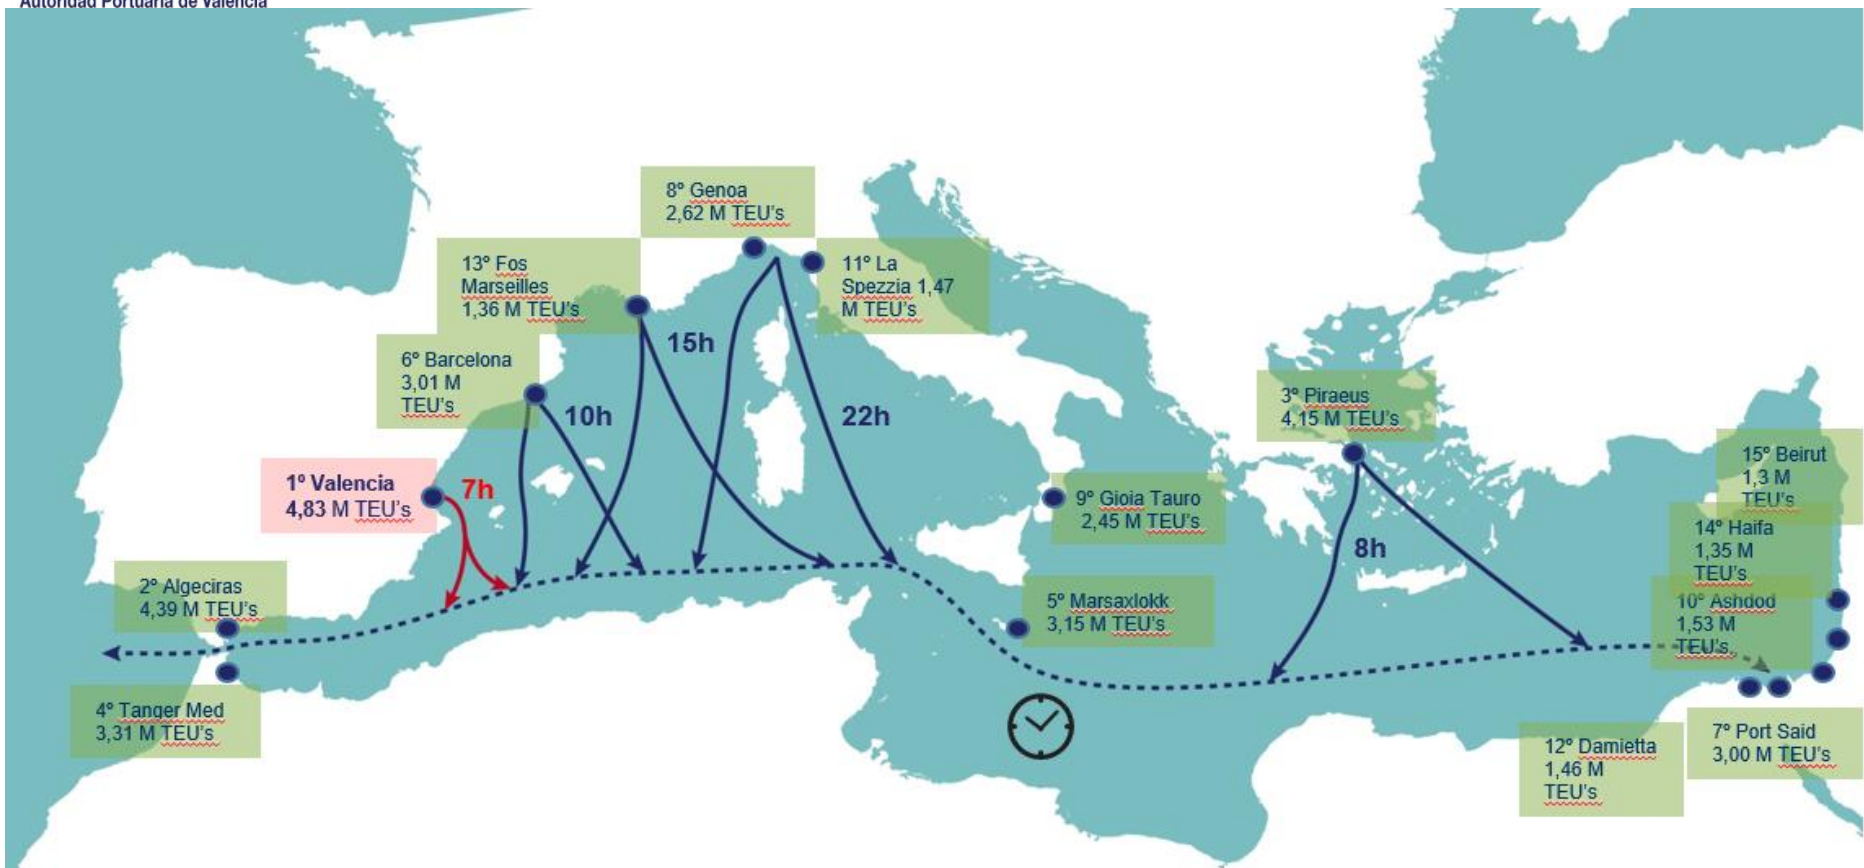 Autoridad Portuaria de Valencia
8º Genoa
2,62 M TEU's
13º Fos
Marseilles
1,36 M TEU's
11º La
Spezzia 1,47
M TEU's
15h
6º Barcelona
3,01 M
TEU's
10h
22h
3º Piraeus
4,15 M TEU's
1º Valencia
4,83 M TEU's
7h
9º Gioia Tauro
2,45 M TEU's
8h
15º Beirut
1,3 M
TEU's
14º Haifa
1,35 M
TEU's
10º Ashdod
1,53 M
TEU's
2º Algeciras
4,39 M TEU's
5º Marsaxlokk
3,15 M TEU's
4º Tanger Med
3,31 M TEU's
12º Damietta
1,46 M
TEU's
7º Port Said
3,00 M TEU's